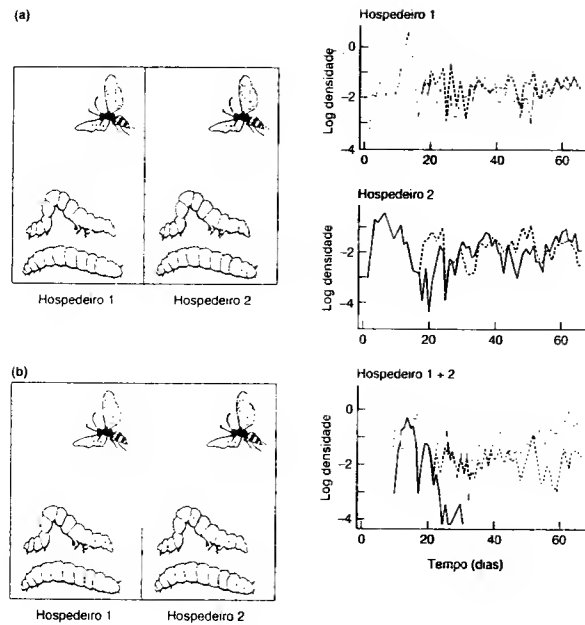 (a)
Hospedeiro 1
Hospedeiro 2
Hospedeiro 1
Log densidade
0
−2
−4
0
20
40
60
Hospedeiro 2
Log densidade
−2
−4
0
20
40
60
(b)
Hospedeiro 1
Hospedeiro 2
Hospedeiro 1 + 2
Log densidade
0
−2
−4
0
20
40
60
Tempo (dias)